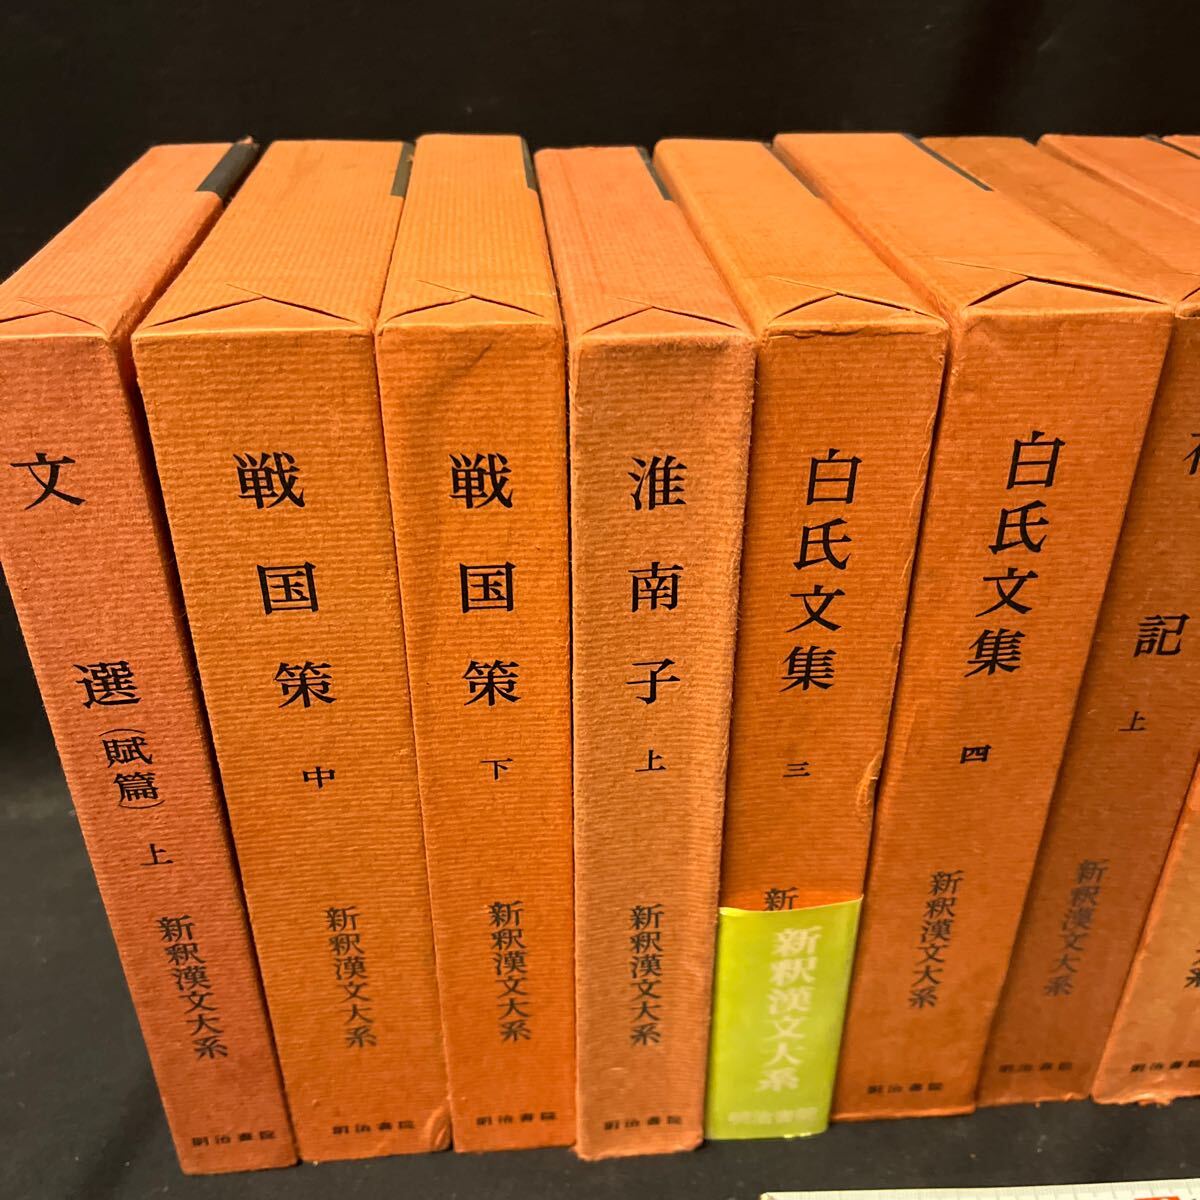 文選(賦篇)上
新釈漢文大系
明治書院
戦国策 中
新釈漢文大系
明治書院
戦国策 下
新釈漢文大系
明治書院
淮南子 上
新釈漢文大系
明治書院
白氏文集 三
新
新釈漢文大系
明治書院
白氏文集 四
新釈漢文大系
明治書院
記 上
新釈漢文大系
明治書院
明治書院